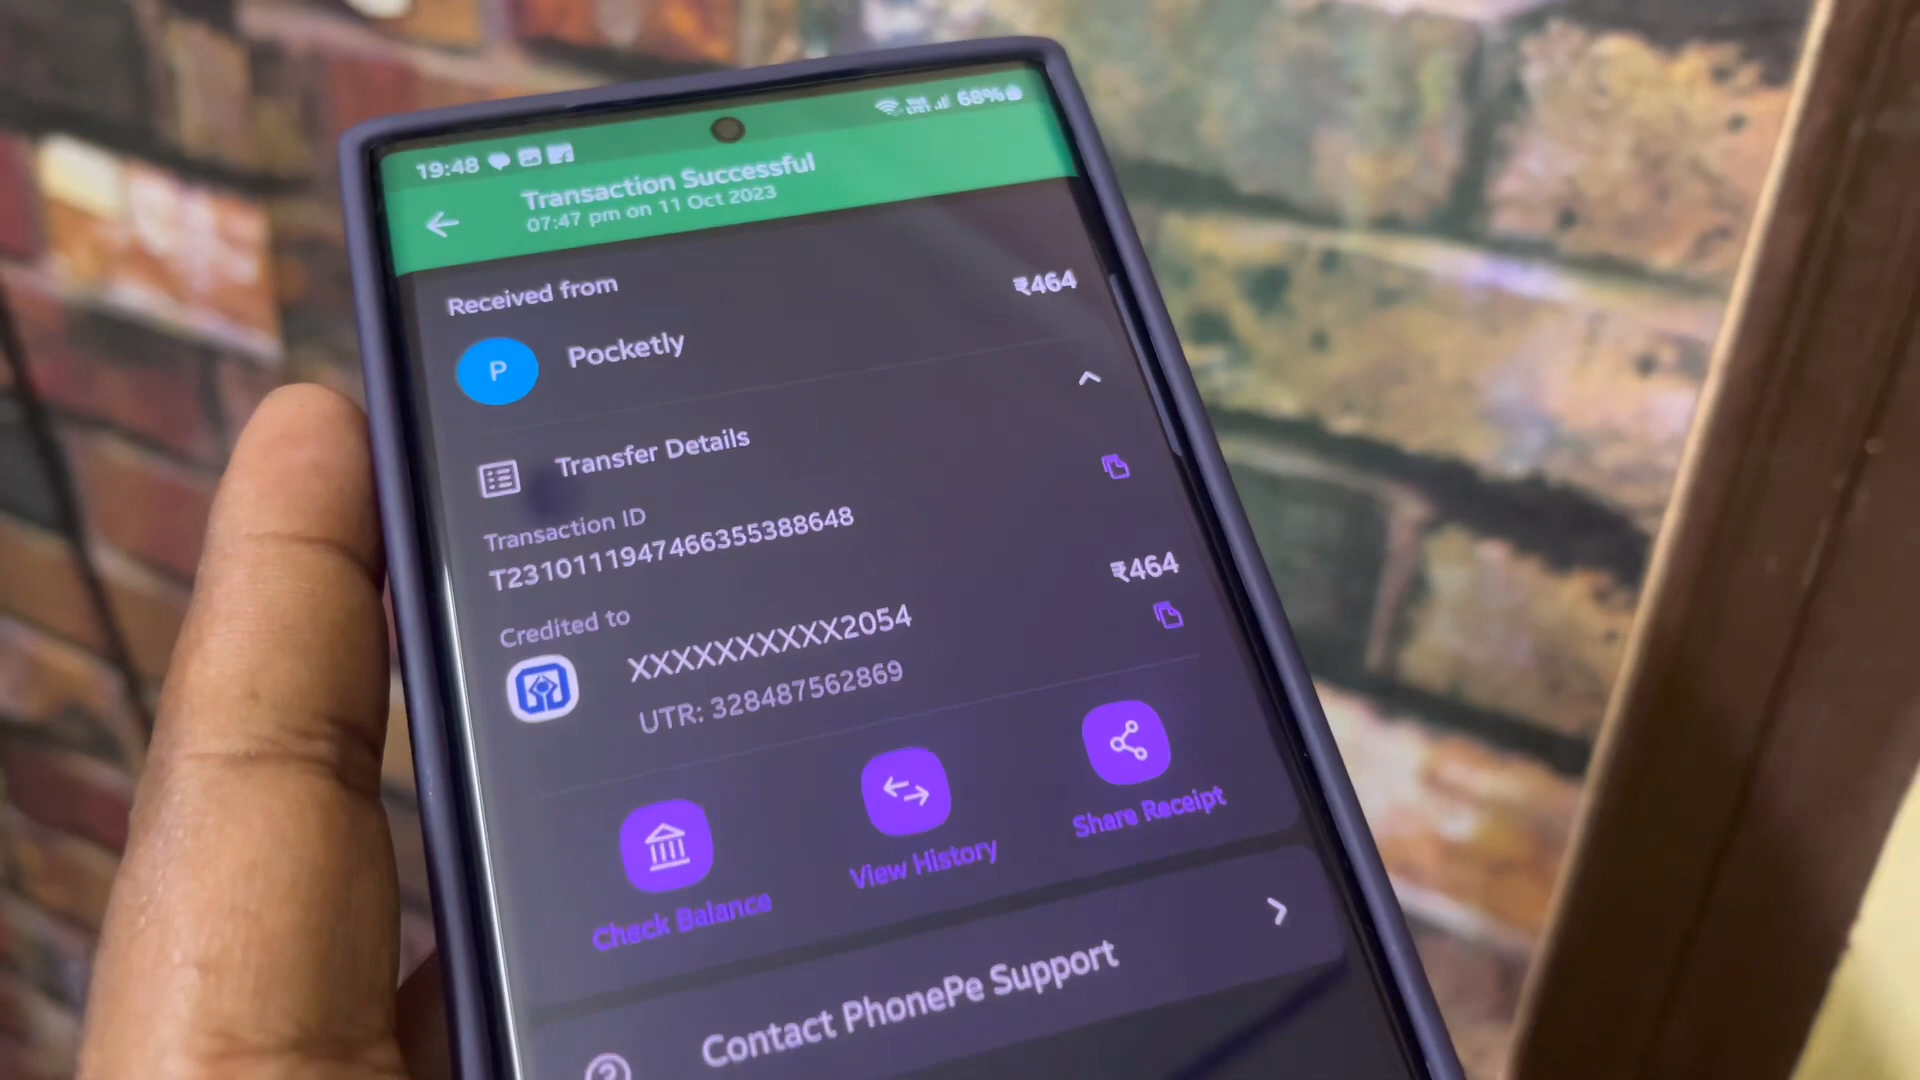 19:48
68%
Transaction Successful
07:47 pm on 11 Oct 2023
Received from
₹464
P
Pocketly
Transfer Details
Transaction ID
T2310111947466355388648
Credited to
₹464
XXXXXXXXXX2054
UTR: 328487562869
Check Balance
View History
Share Receipt
Contact PhonePe Support
?